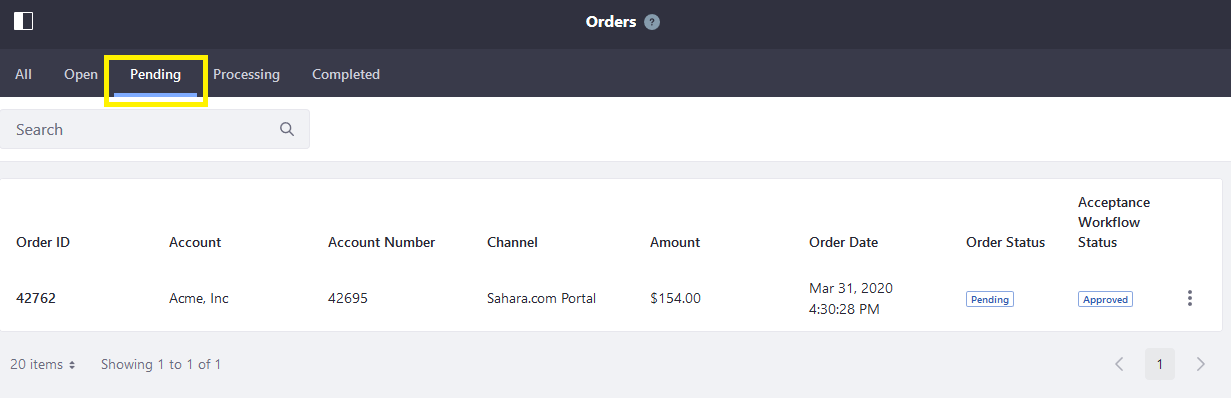 Orders ?
All Open Pending Processing Completed
Search
Order ID Account Account Number Channel Amount Order Date Order Status Acceptance Workflow Status
42762 Acme, Inc 42695 Sahara.com Portal $154.00 Mar 31, 2020 4:30:28 PM Pending Approved
20 items Showing 1 to 1 of 1 1